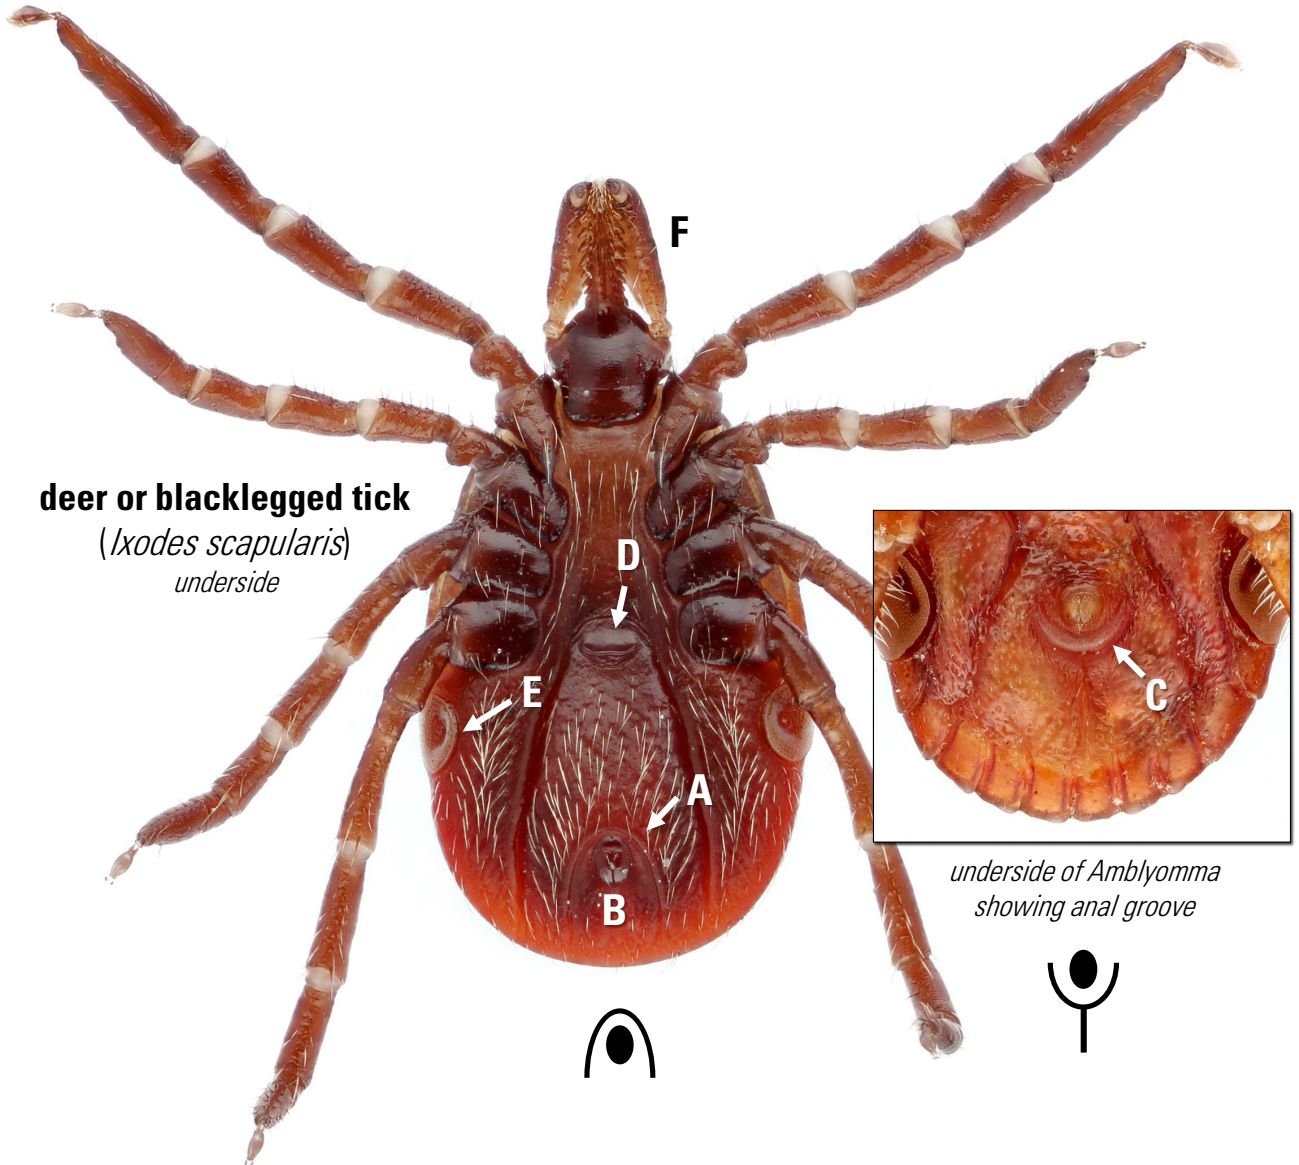 F
deer or blacklegged tick
(Ixodes scapularis)
underside
D
E
C
A
B
underside of Amblyomma
showing anal groove